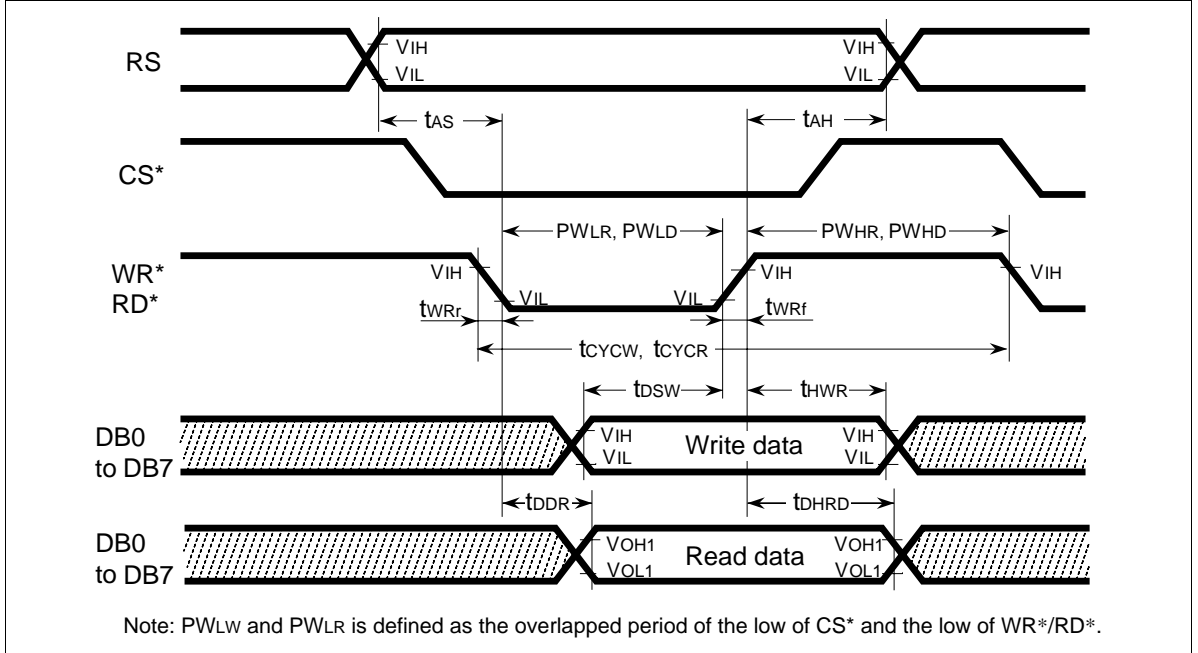 RS
VIH
VIH
VIL
VIL
tAS
tAH
CS*
PWLR, PWLD
PWHR, PWHD
WR*
RD*
VIH
VIH
VIH
VIL
VIL
tWRr
tWRf
tCYCW, tCYCR
tDSW
tHWR
DB0
to DB7
VIH
Write data
VIH
VIL
VIL
tDDR
tDHRD
DB0
to DB7
VOH1
Read data
VOH1
VOL1
VOL1
Note: PWLW and PWLR is defined as the overlapped period of the low of CS* and the low of WR*/RD*.